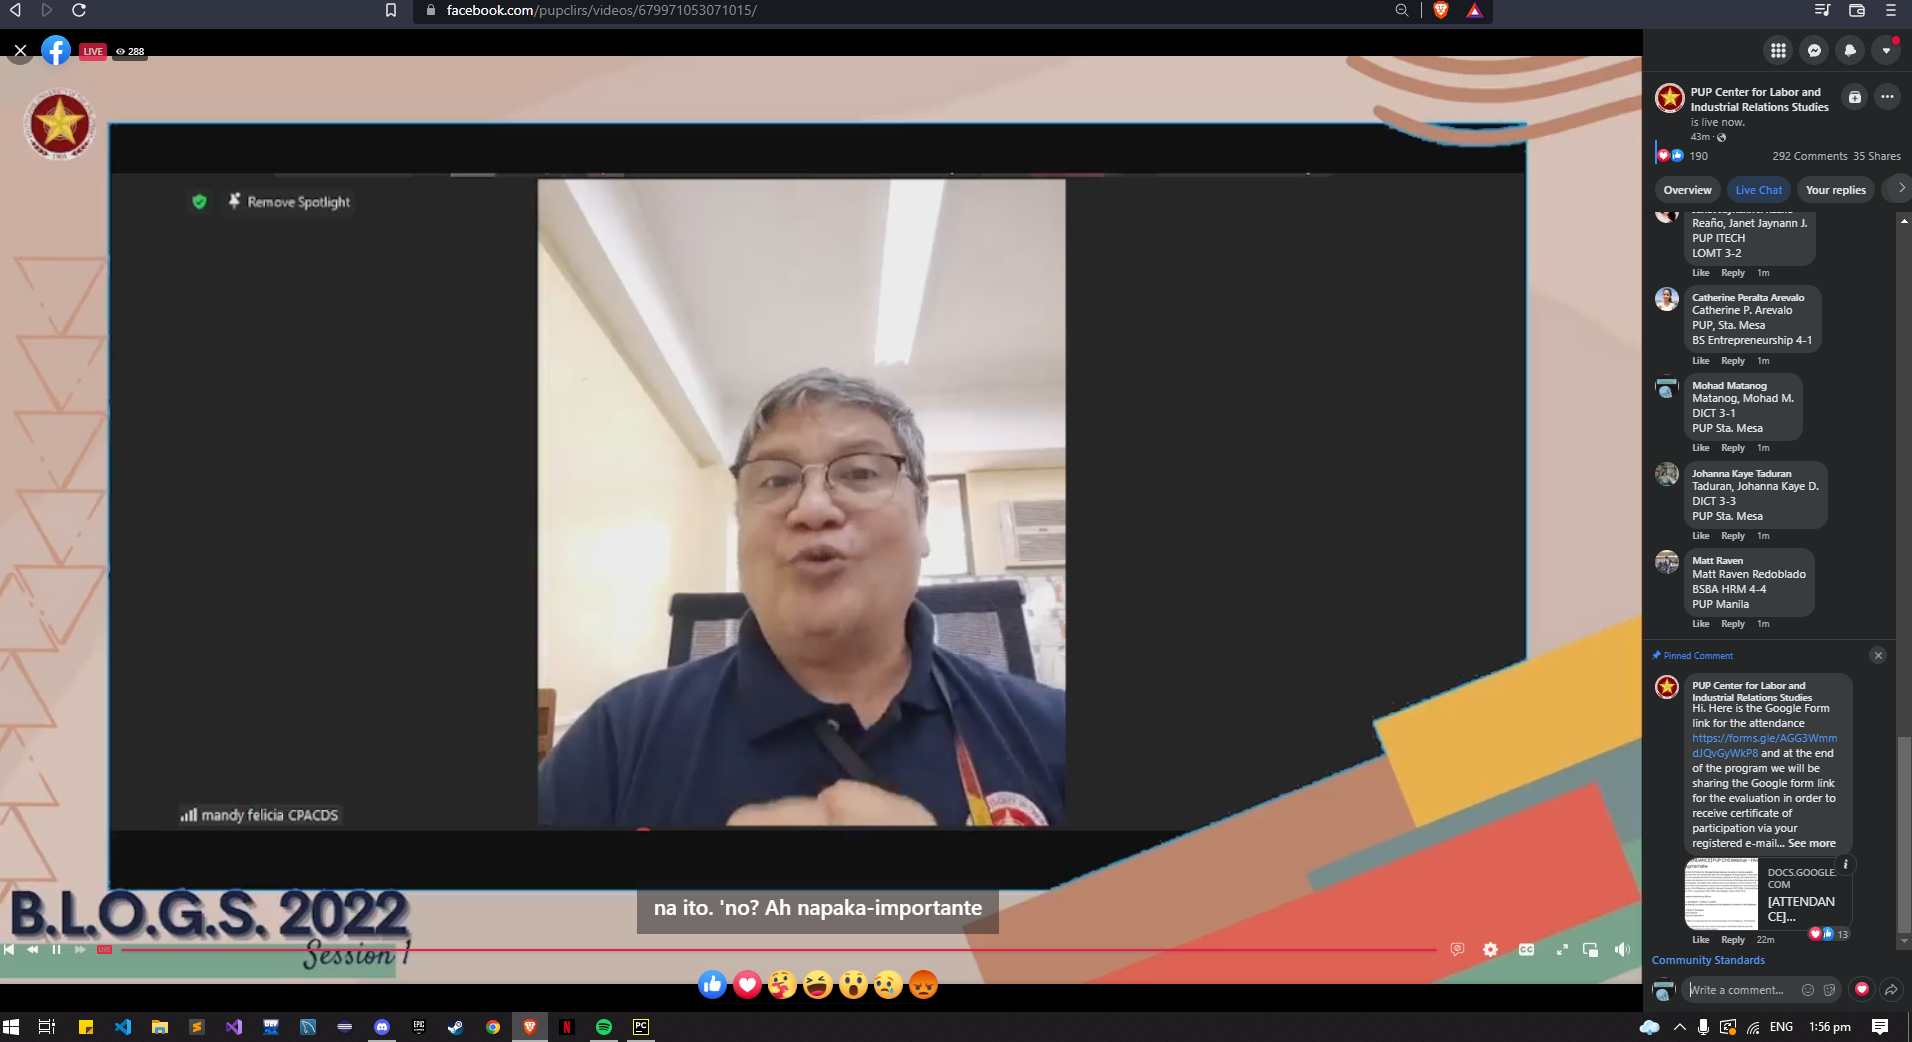 facebook.com/pupclirs/videos/679971053071015/
LIVE
288
Remove Spotlight
mandy felicia CPACDS
B.L.O.G.S. 2022
Session 1
na ito. 'no? Ah napaka-importante
LIVE
CC
PUP Center for Labor and
Industrial Relations Studies
is live now.
43m ·
190
292 Comments 35 Shares
Overview
Live Chat
Your replies
Reaño, Janet Jaynann J.
PUP ITECH
LOMT 3-2
Like Reply 1m
Catherine Peralta Arevalo
Catherine P. Arevalo
PUP, Sta. Mesa
BS Entrepreneurship 4-1
Like Reply 1m
Mohad Matanog
Matanog, Mohad M.
DICT 3-1
PUP Sta. Mesa
Like Reply 1m
Johanna Kaye Taduran
Taduran, Johanna Kaye D.
DICT 3-3
PUP Sta. Mesa
Like Reply 1m
Matt Raven
Matt Raven Redoblado
BSBA HRM 4-4
PUP Manila
Like Reply 1m
Pinned Comment
PUP Center for Labor and
Industrial Relations Studies
Hi. Here is the Google Form
link for the attendance
https://forms.gle/AGG3Wmm
dJQvGyWkP8 and at the end
of the program we will be
sharing the Google form link
for the evaluation in order to
receive certificate of
participation via your
registered e-mail... See more
DOCS.GOOGLE.
COM
[ATTENDAN
CE]...
13
Like Reply 22m
Community Standards
Write a comment...
DEV
EPIC
N
PC
ENG
1:56 pm